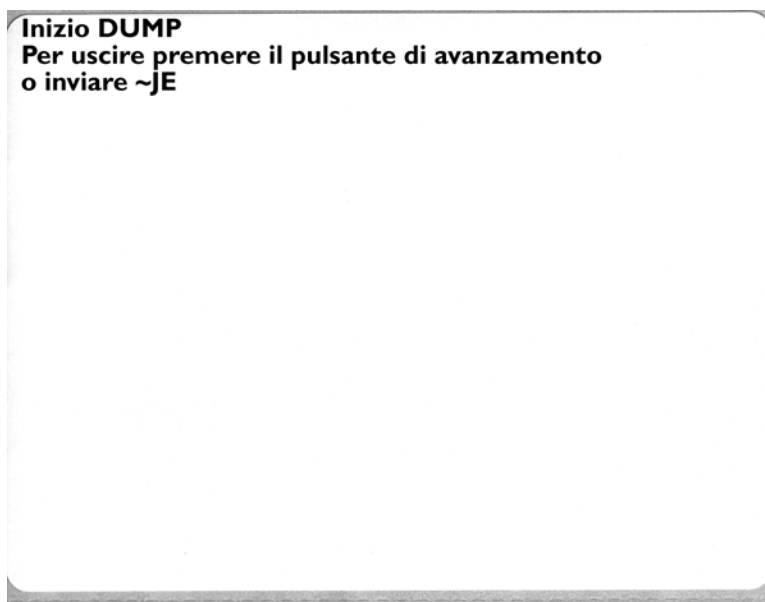 Inizio DUMP
Per uscire premere il pulsante di avanzamento
o inviare ~JE